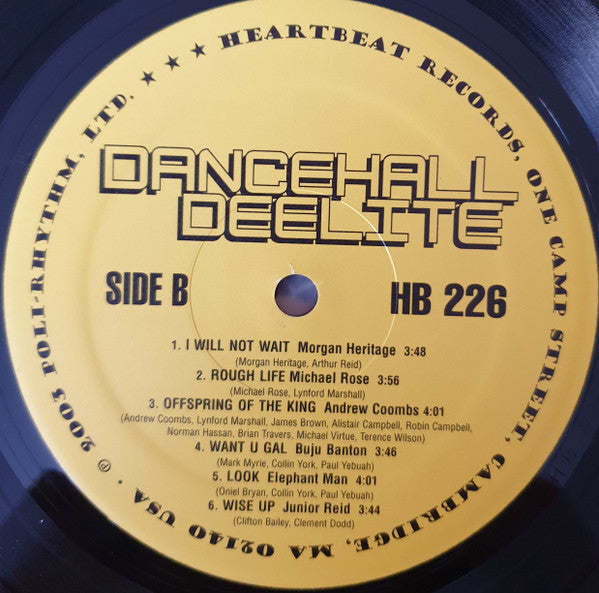 ★ ★ ★ HEARTBEAT RECORDS, ONE CAMP STREET, CAMBRIDGE, MA 02140 USA · ℗ 2003 POLI-RHYTHM, LTD.
DANCEHALL
DEELITE
SIDE B
HB 226
1. I WILL NOT WAIT Morgan Heritage 3:48
(Morgan Heritage, Arthur Reid)
2. ROUGH LIFE Michael Rose 3:56
(Michael Rose, Lynford Marshall)
3. OFFSPRING OF THE KING Andrew Coombs 4:01
(Andrew Coombs, Lynford Marshall, James Brown, Alistair Campbell, Robin Campbell,
Norman Hassan, Brian Travers, Michael Virtue, Terence Wilson)
4. WANT U GAL Buju Banton 3:46
(Mark Myrie, Collin York, Paul Yebuah)
5. LOOK Elephant Man 4:01
(Oniel Bryan, Collin York, Paul Yebuah)
6. WISE UP Junior Reid 3:44
(Clifton Bailey, Clement Dodd)